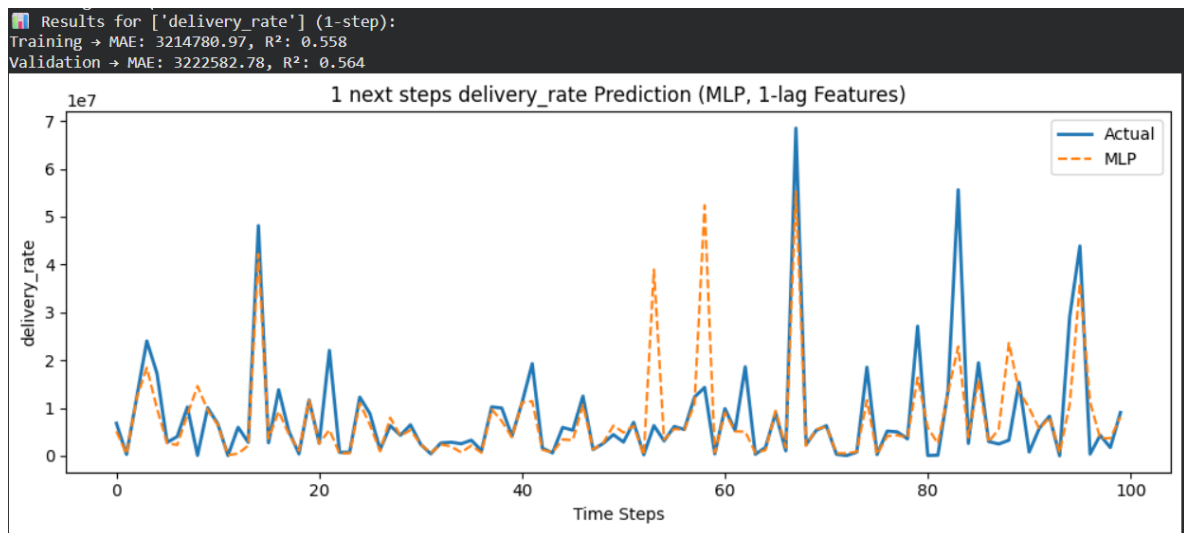 📊 Results for ['delivery_rate'] (1-step):
Training → MAE: 3214780.97, R²: 0.558
Validation → MAE: 3222582.78, R²: 0.564
1 next steps delivery_rate Prediction (MLP, 1-lag Features)
1e7
Actual
MLP
7
6
5
4
3
2
1
0
delivery_rate
0 20 40 60 80 100
Time Steps